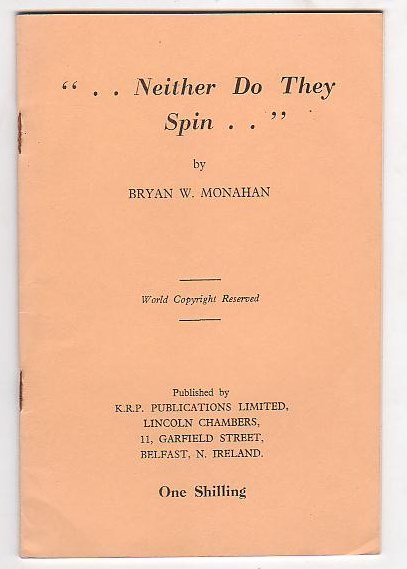 “ . . Neither Do They
Spin . . ”
by
BRYAN W. MONAHAN
World Copyright Reserved
Published by
K.R.P. PUBLICATIONS LIMITED,
LINCOLN CHAMBERS,
11, GARFIELD STREET,
BELFAST, N. IRELAND.
One Shilling